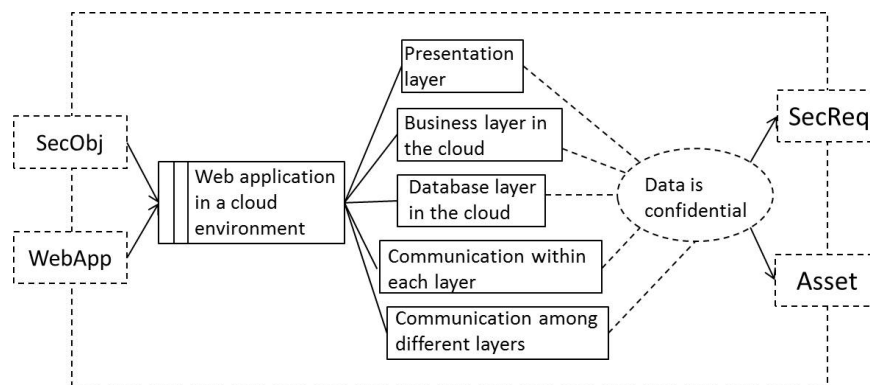 SecObj
WebApp
Web application
in a cloud
environment
Presentation
layer
Business layer in
the cloud
Database layer
in the cloud
Communication within
each layer
Communication among
different layers
Data is
confidential
SecReq
Asset